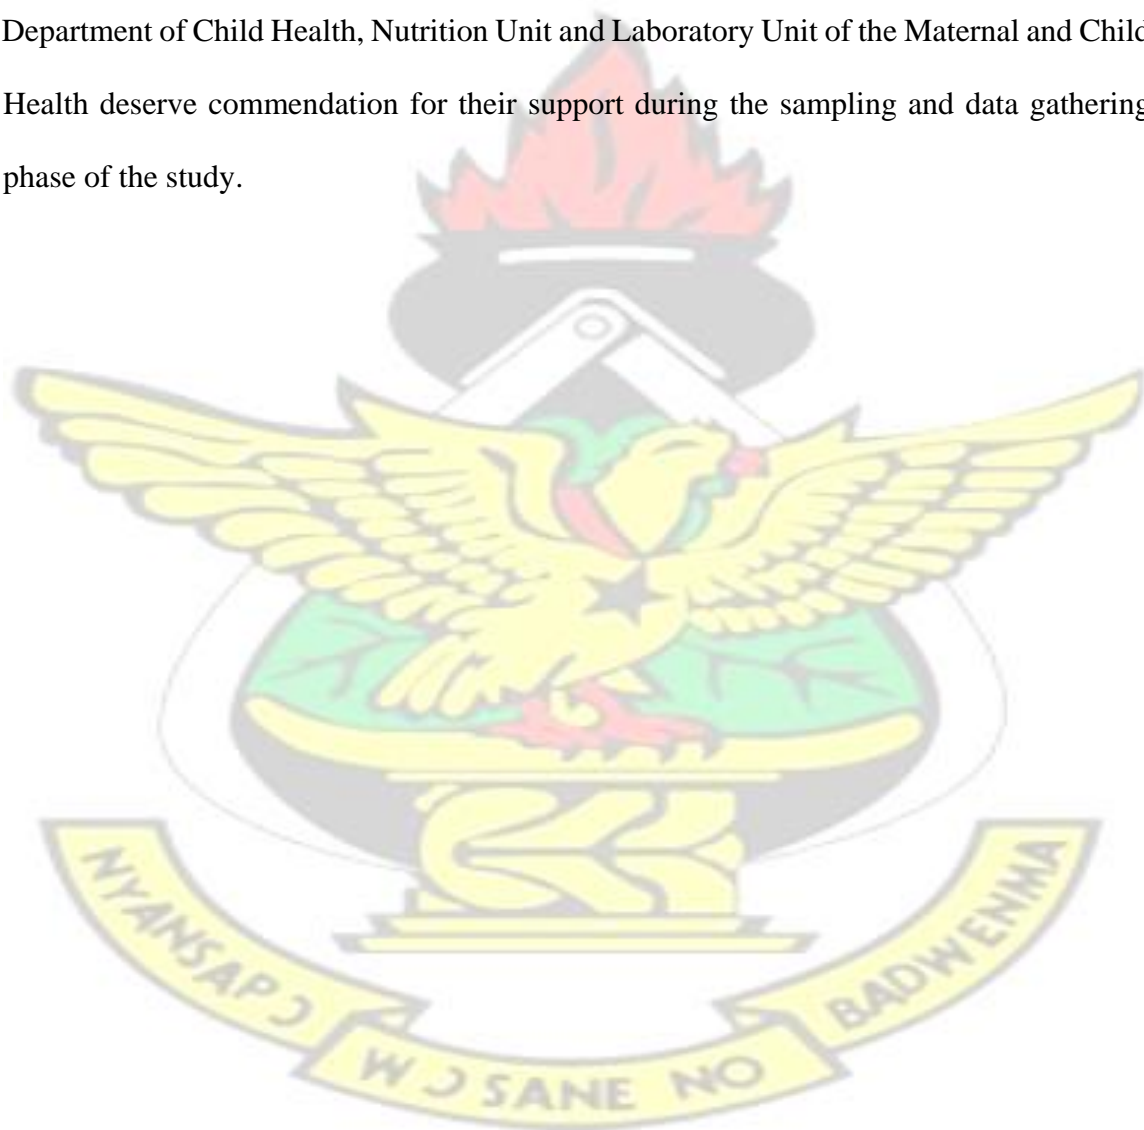 Department of Child Health, Nutrition Unit and Laboratory Unit of the Maternal and Child
Health deserve commendation for their support during the sampling and data gathering
phase of the study.
NYANSAPƆ
WƆSANE NO
BADWENMA